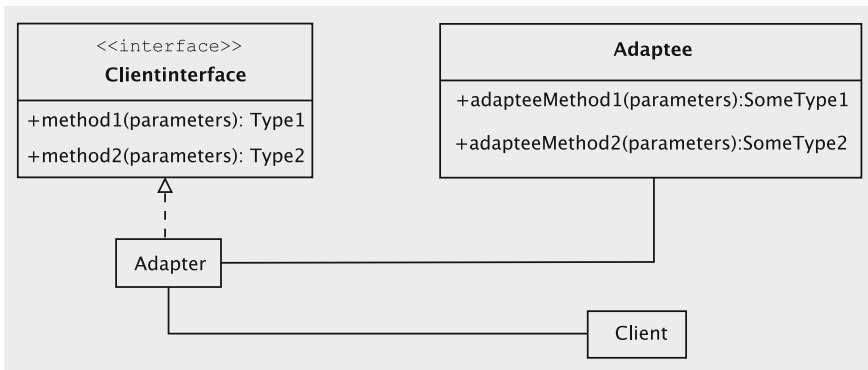 <<interface>>
Clientinterface
+method1(parameters): Type1
+method2(parameters): Type2
Adaptee
+adapteeMethod1(parameters):SomeType1
+adapteeMethod2(parameters):SomeType2
Adapter
Client